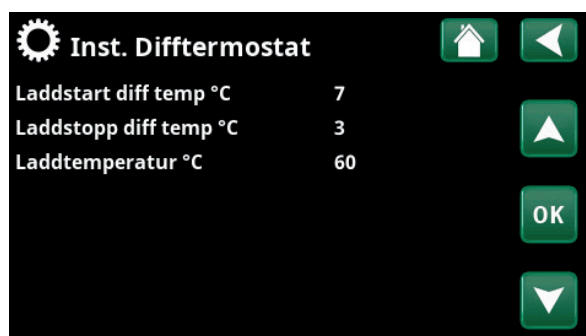 Inst. Difftermostat
Laddstart diff temp °C 7
Laddstopp diff temp °C 3
Laddtemperatur °C 60
OK